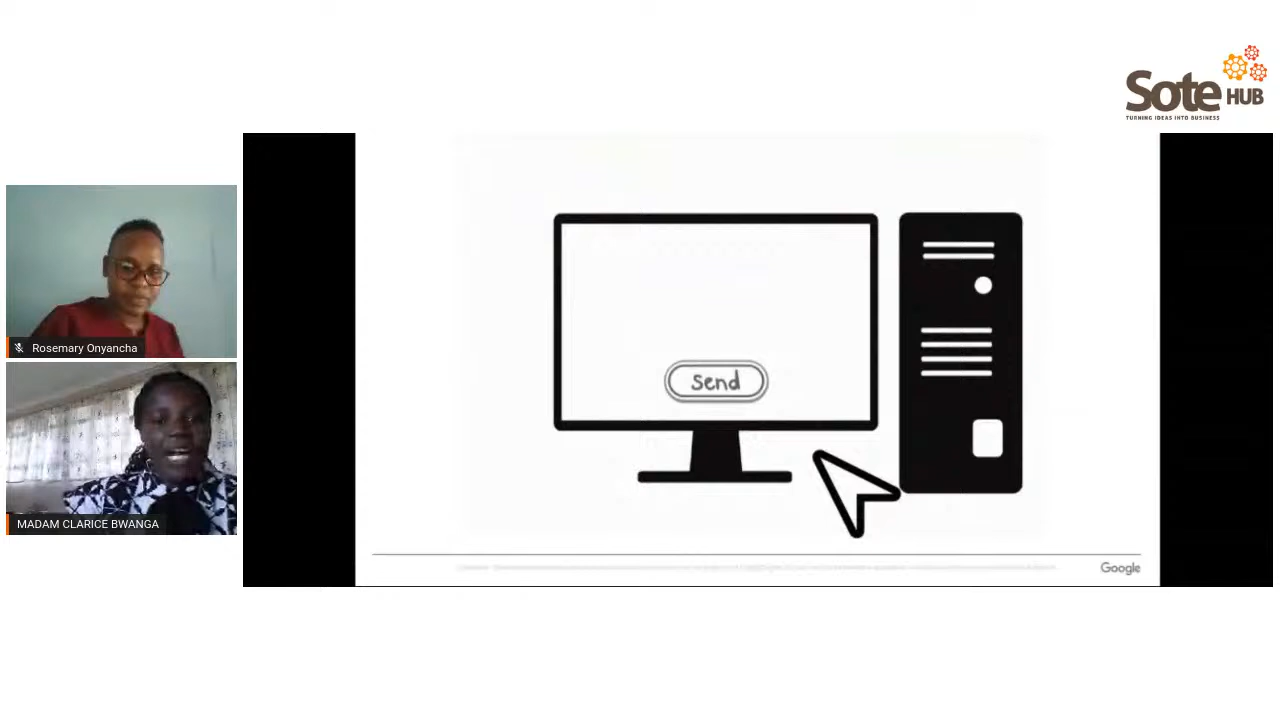 Sote HUB
TURNING IDEAS INTO BUSINESS
Rosemary Onyancha
MADAM CLARICE BWANGA
Send
Google